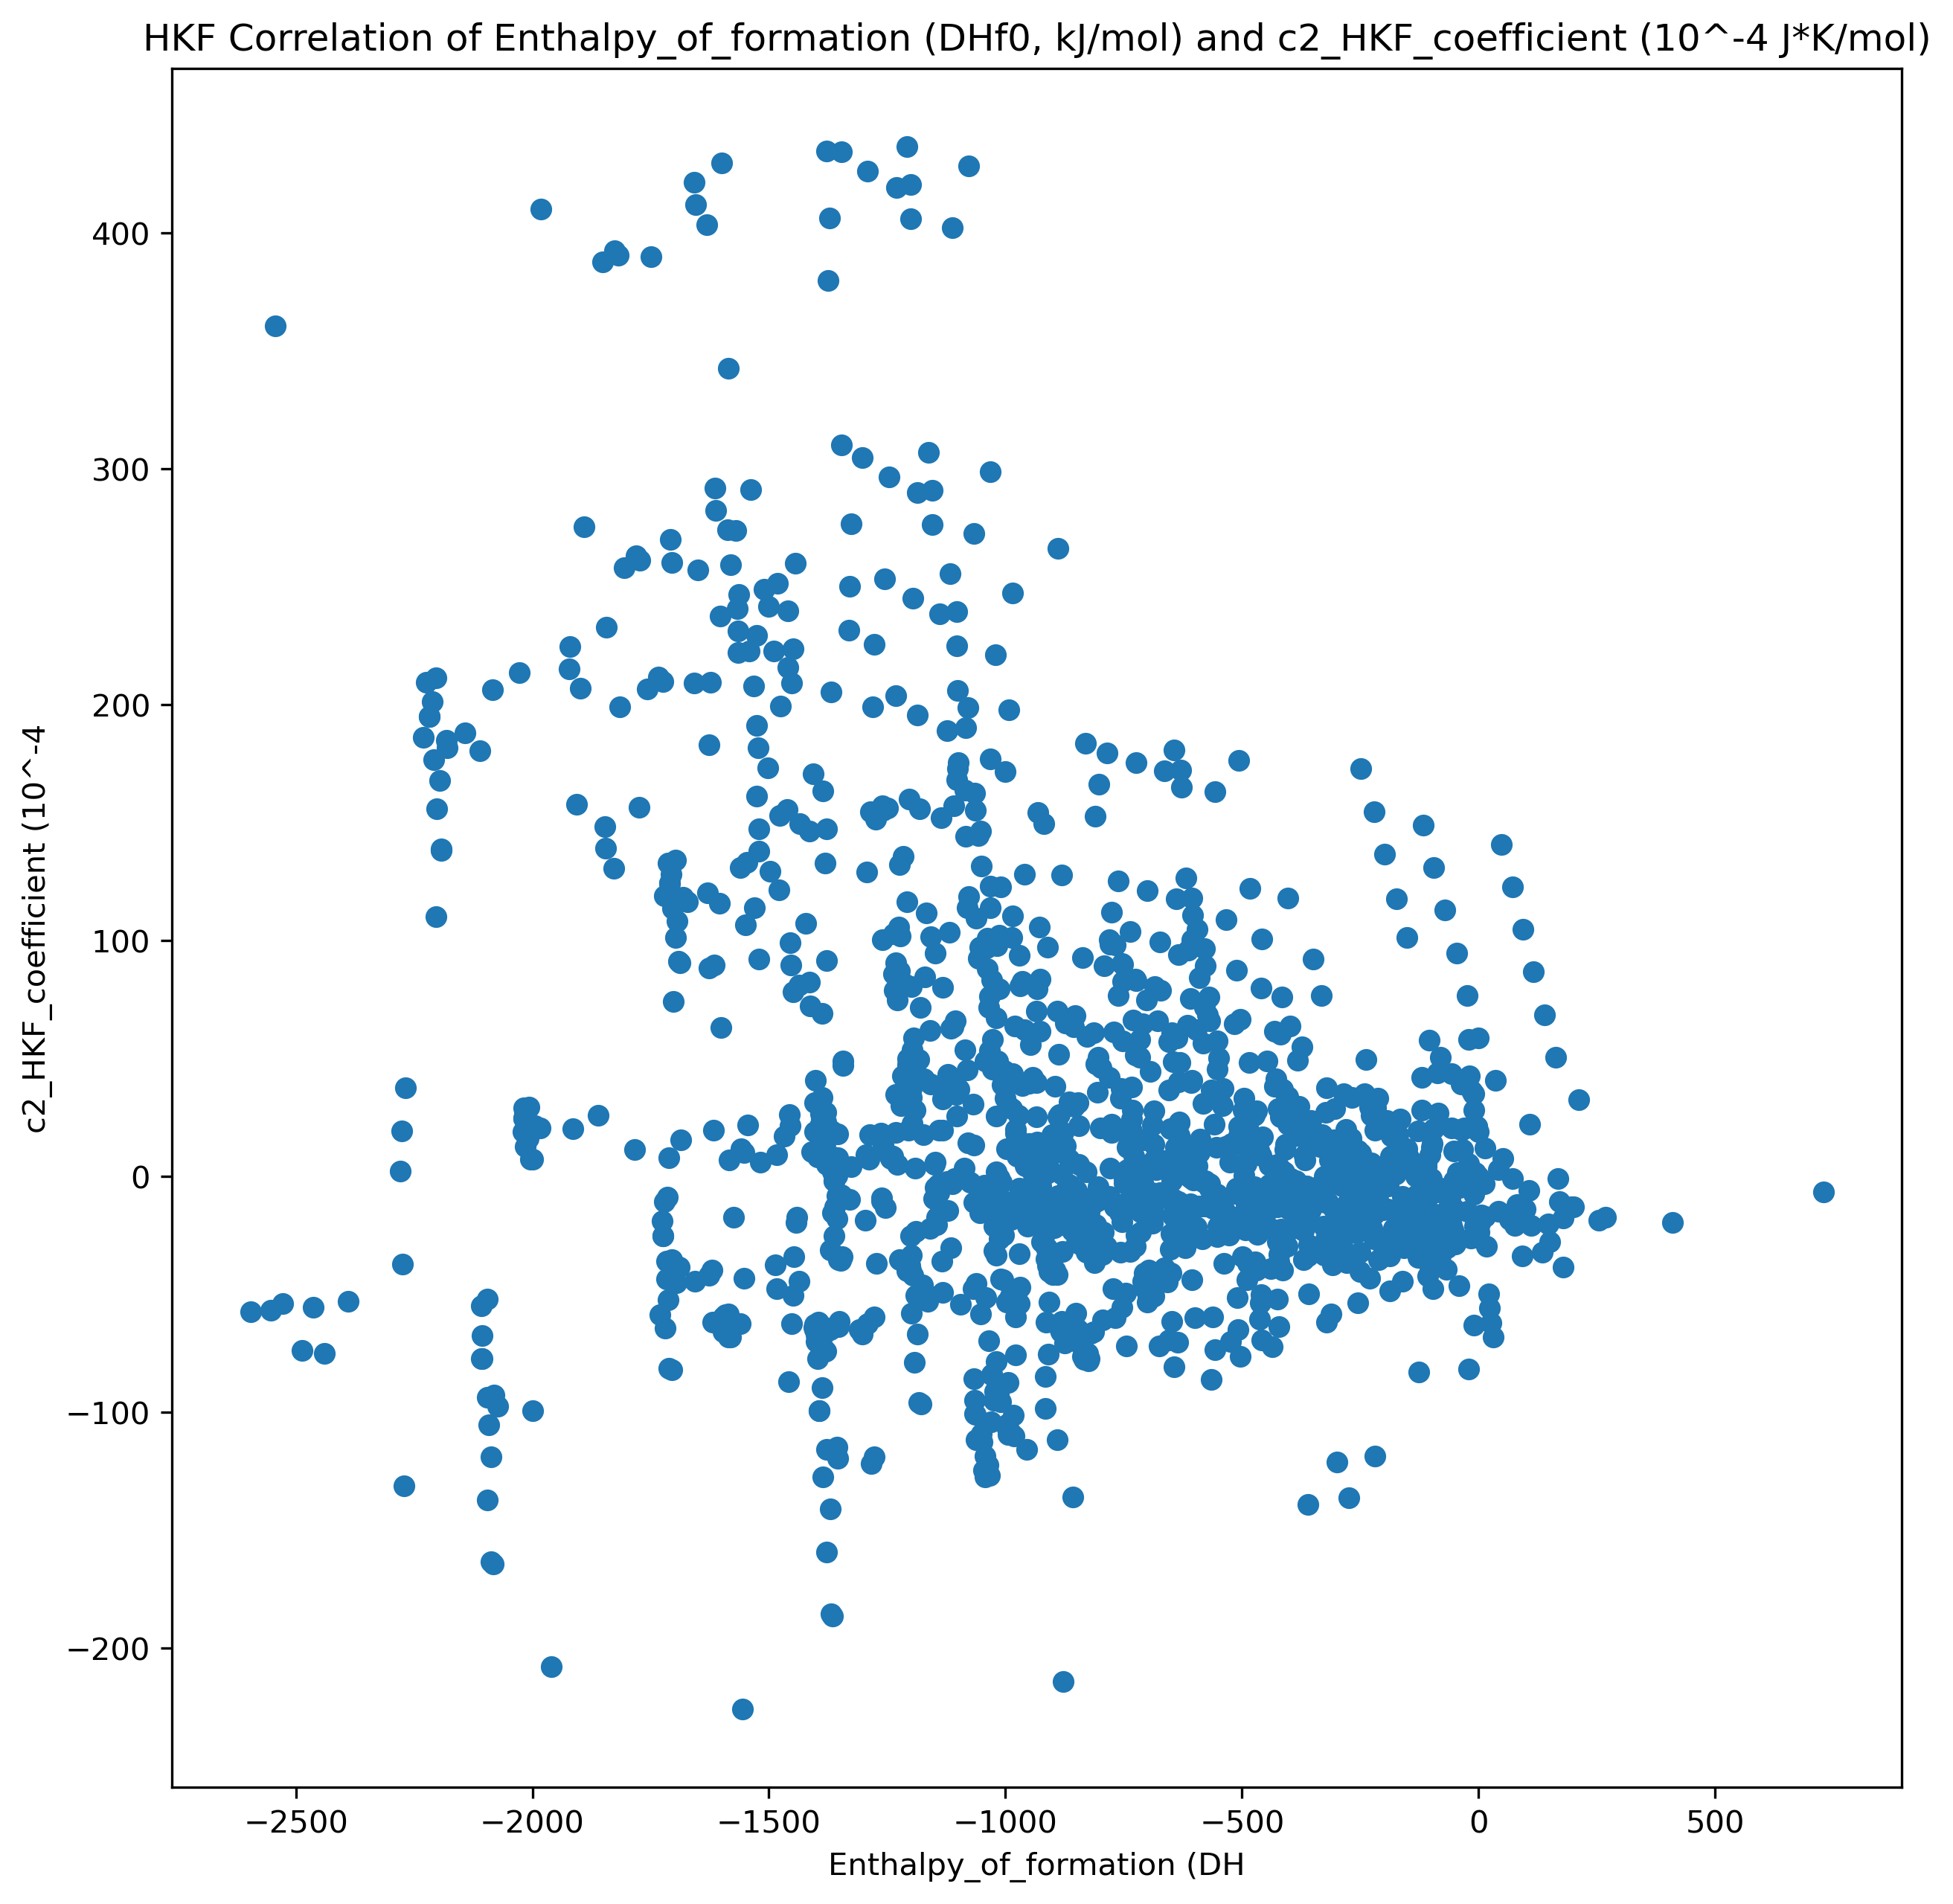 HKF Correlation of Enthalpy_of_formation (DHf0, kJ/mol) and c2_HKF_coefficient (10^-4 J*K/mol)
c2_HKF_coefficient (10^-4
400
300
200
100
0
−100
−200
−2500 −2000 −1500 −1000 −500 0 500
Enthalpy_of_formation (DH